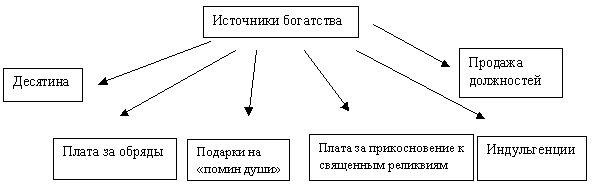 Источники богатства
Десятина
Продажа
должностей
Плата за обряды
Подарки на
«помин души»
Плата за прикосновение к
священным реликвиям
Индульгенции